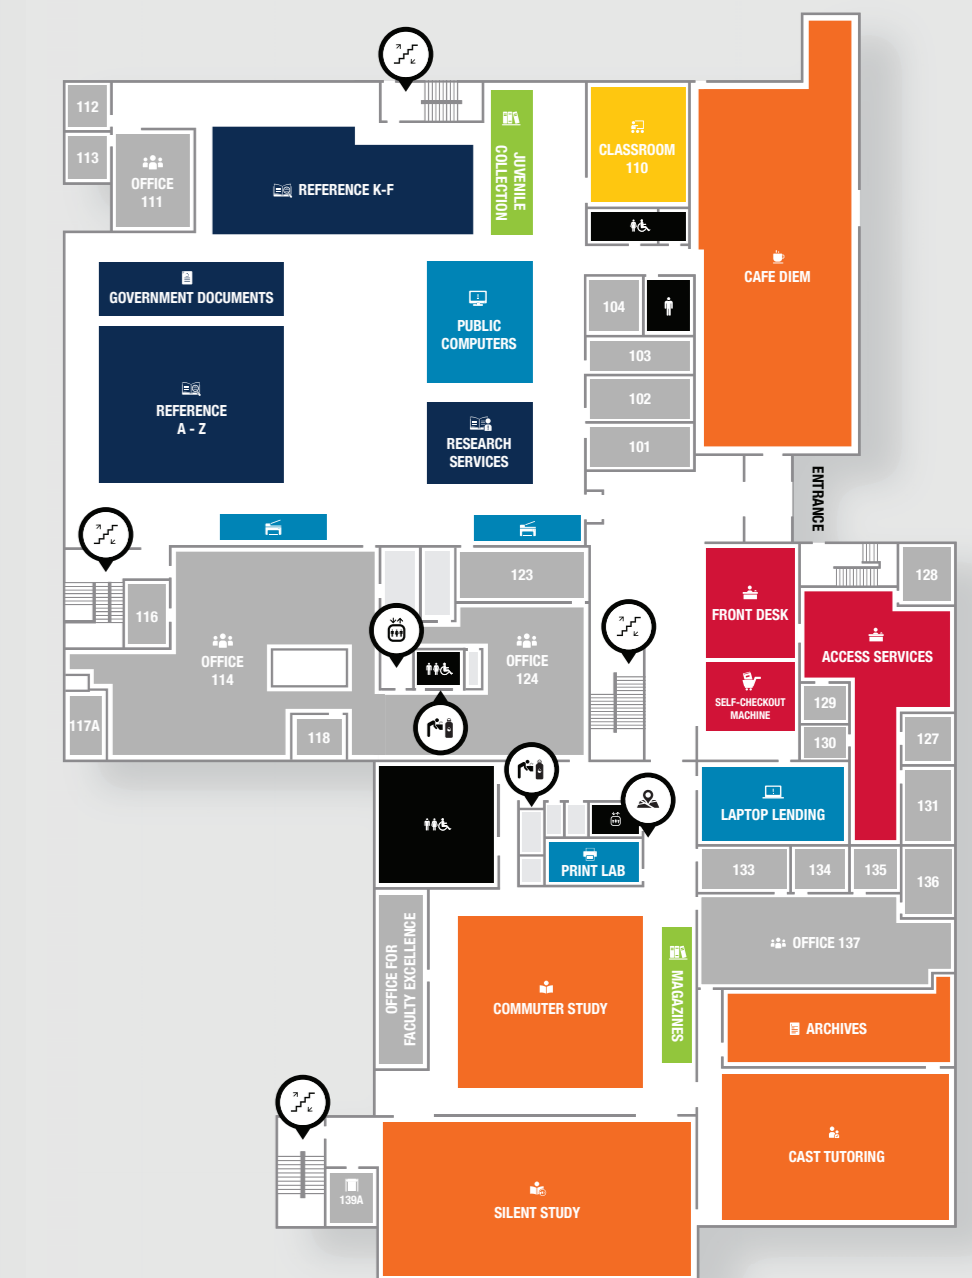 112
113
OFFICE
111
REFERENCE K-F
JUVENILE
COLLECTION
CLASSROOM
110
CAFE DIEM
GOVERNMENT DOCUMENTS
REFERENCE
A - Z
PUBLIC
COMPUTERS
RESEARCH
SERVICES
104
103
102
101
ENTRANCE
116
OFFICE
114
117A
118
123
OFFICE
124
FRONT DESK
SELF-CHECKOUT
MACHINE
ACCESS SERVICES
128
129
130
127
131
LAPTOP LENDING
133
134
135
136
PRINT LAB
OFFICE FOR
FACULTY EXCELLENCE
COMMUTER STUDY
MAGAZINES
OFFICE 137
ARCHIVES
CAST TUTORING
139A
SILENT STUDY